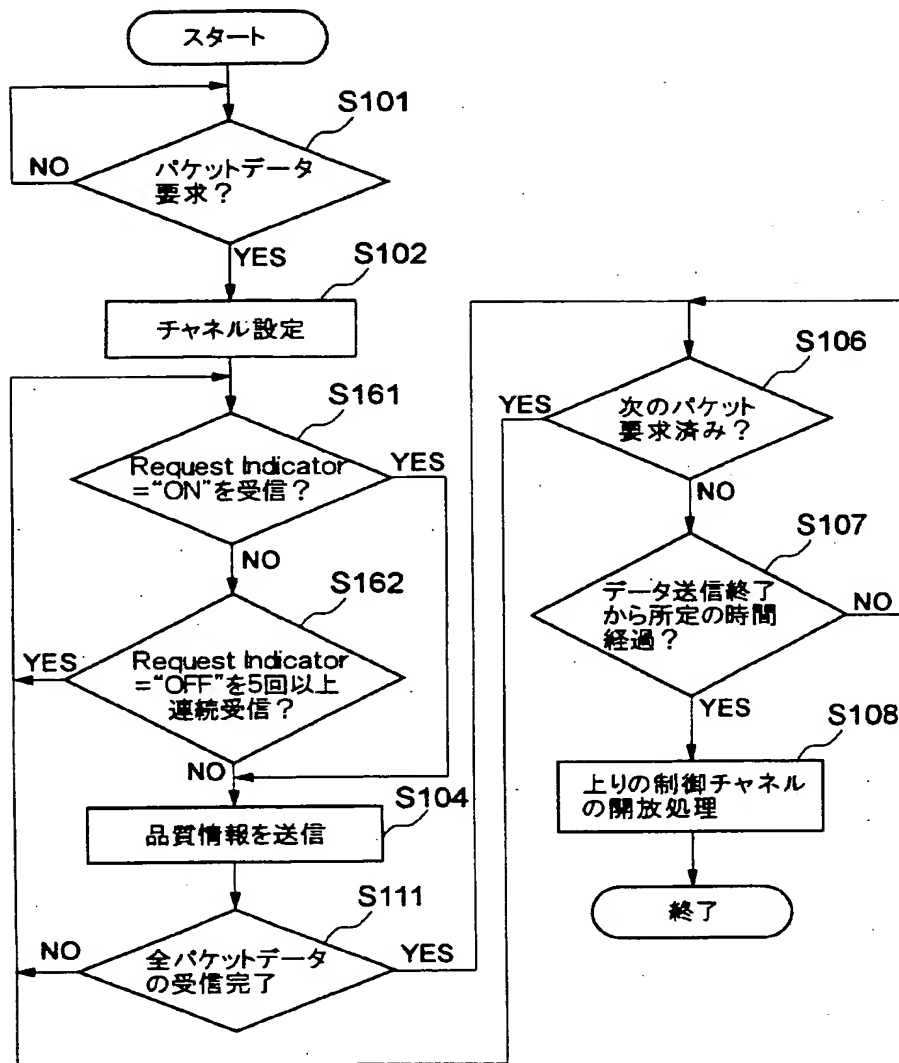 スタート
S101
NO
パケットデータ
要求？
YES
S102
チャネル設定
S161
Request Indicator
="ON"を受信？
YES
NO
S162
YES
Request Indicator
="OFF"を5回以上
連続受信？
NO
S104
品質情報を送信
S111
NO
全パケットデータ
の受信完了
YES
S106
YES
次のパケット
要求済み？
NO
S107
データ送信終了
から所定の時間
経過？
NO
YES
S108
上りの制御チャネル
の開放処理
終了